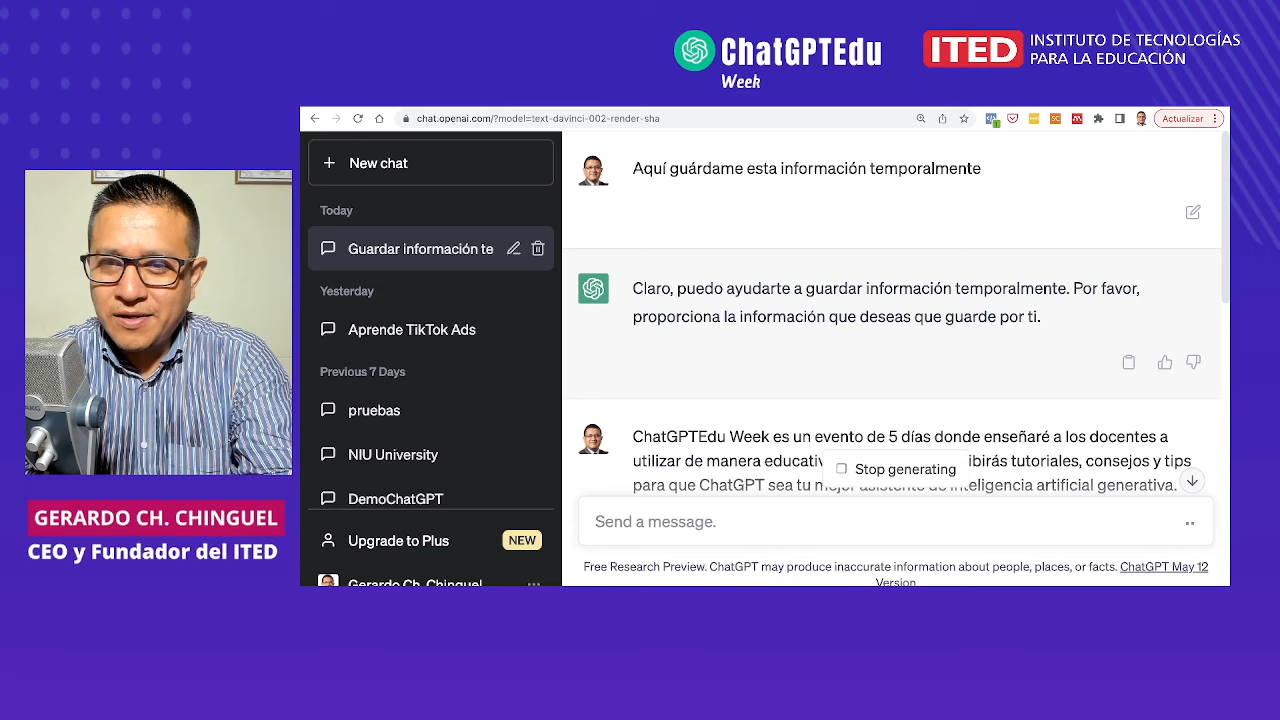 ChatGPTEdu
Week
ITED
INSTITUTO DE TECNOLOGÍAS
PARA LA EDUCACIÓN
chat.openai.com/?model=text-davinci-002-render-sha
Actualizar
+ New chat
Today
Guardar información te
Yesterday
Aprende TikTok Ads
Previous 7 Days
pruebas
NIU University
DemoChatGPT
Upgrade to Plus
NEW
Gerardo Ch. Chinguel
Aquí guárdame esta información temporalmente
Claro, puedo ayudarte a guardar información temporalmente. Por favor,
proporciona la información que deseas que guarde por ti.
ChatGPTEdu Week es un evento de 5 días donde enseñaré a los docentes a
utilizar de manera educativ
Stop generating
cibirás tutoriales, consejos y tips
para que ChatGPT sea tu mejor asistente de inteligencia artificial generativa.
Send a message.
Free Research Preview. ChatGPT may produce inaccurate information about people, places, or facts. ChatGPT May 12
Version
AKG
GERARDO CH. CHINGUEL
CEO y Fundador del ITED